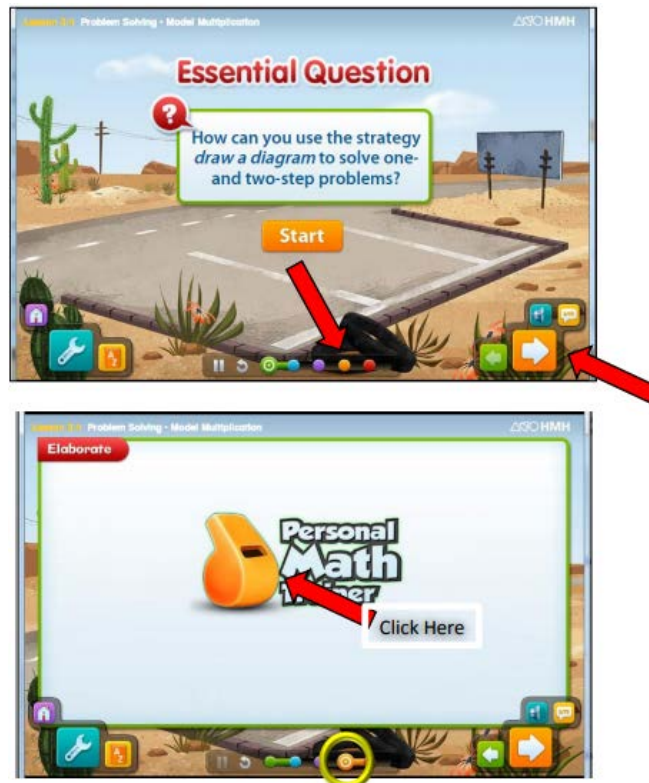 Problem Solving • Model Multiplication
HMH
Essential Question
?
How can you use the strategy
draw a diagram to solve one-
and two-step problems?
Start
A
Z
Problem Solving • Model Multiplication
HMH
Elaborate
Personal
Math
Trainer
Click Here
A
Z